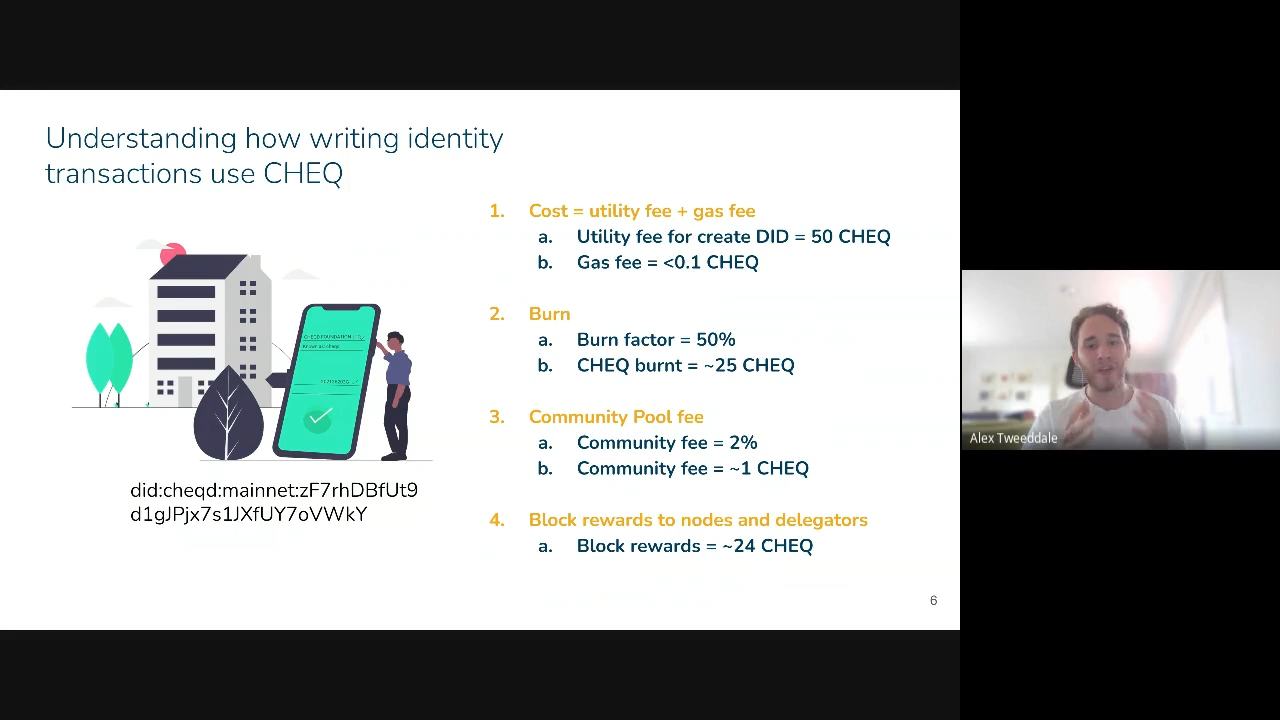 Understanding how writing identity
transactions use CHEQ
1. Cost = utility fee + gas fee
a. Utility fee for create DID = 50 CHEQ
b. Gas fee = <0.1 CHEQ
2. Burn
a. Burn factor = 50%
b. CHEQ burnt = ~25 CHEQ
3. Community Pool fee
a. Community fee = 2%
b. Community fee = ~1 CHEQ
4. Block rewards to nodes and delegators
a. Block rewards = ~24 CHEQ
did:cheqd:mainnet:zF7rhDBfUt9
d1gJPjx7s1JXfUY7oVWkY
6
Alex Tweeddale